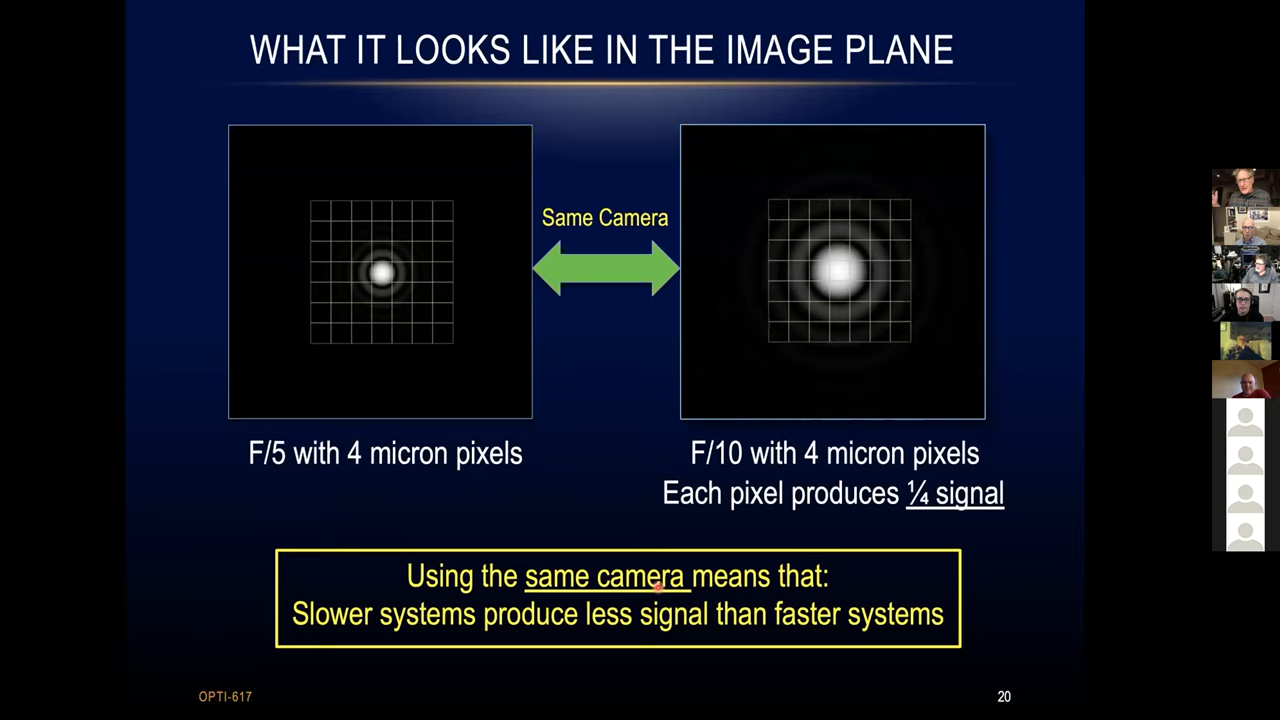 WHAT IT LOOKS LIKE IN THE IMAGE PLANE
Same Camera
F/5 with 4 micron pixels
F/10 with 4 micron pixels
Each pixel produces ¼ signal
Using the same camera means that:
Slower systems produce less signal than faster systems
OPTI-617
20